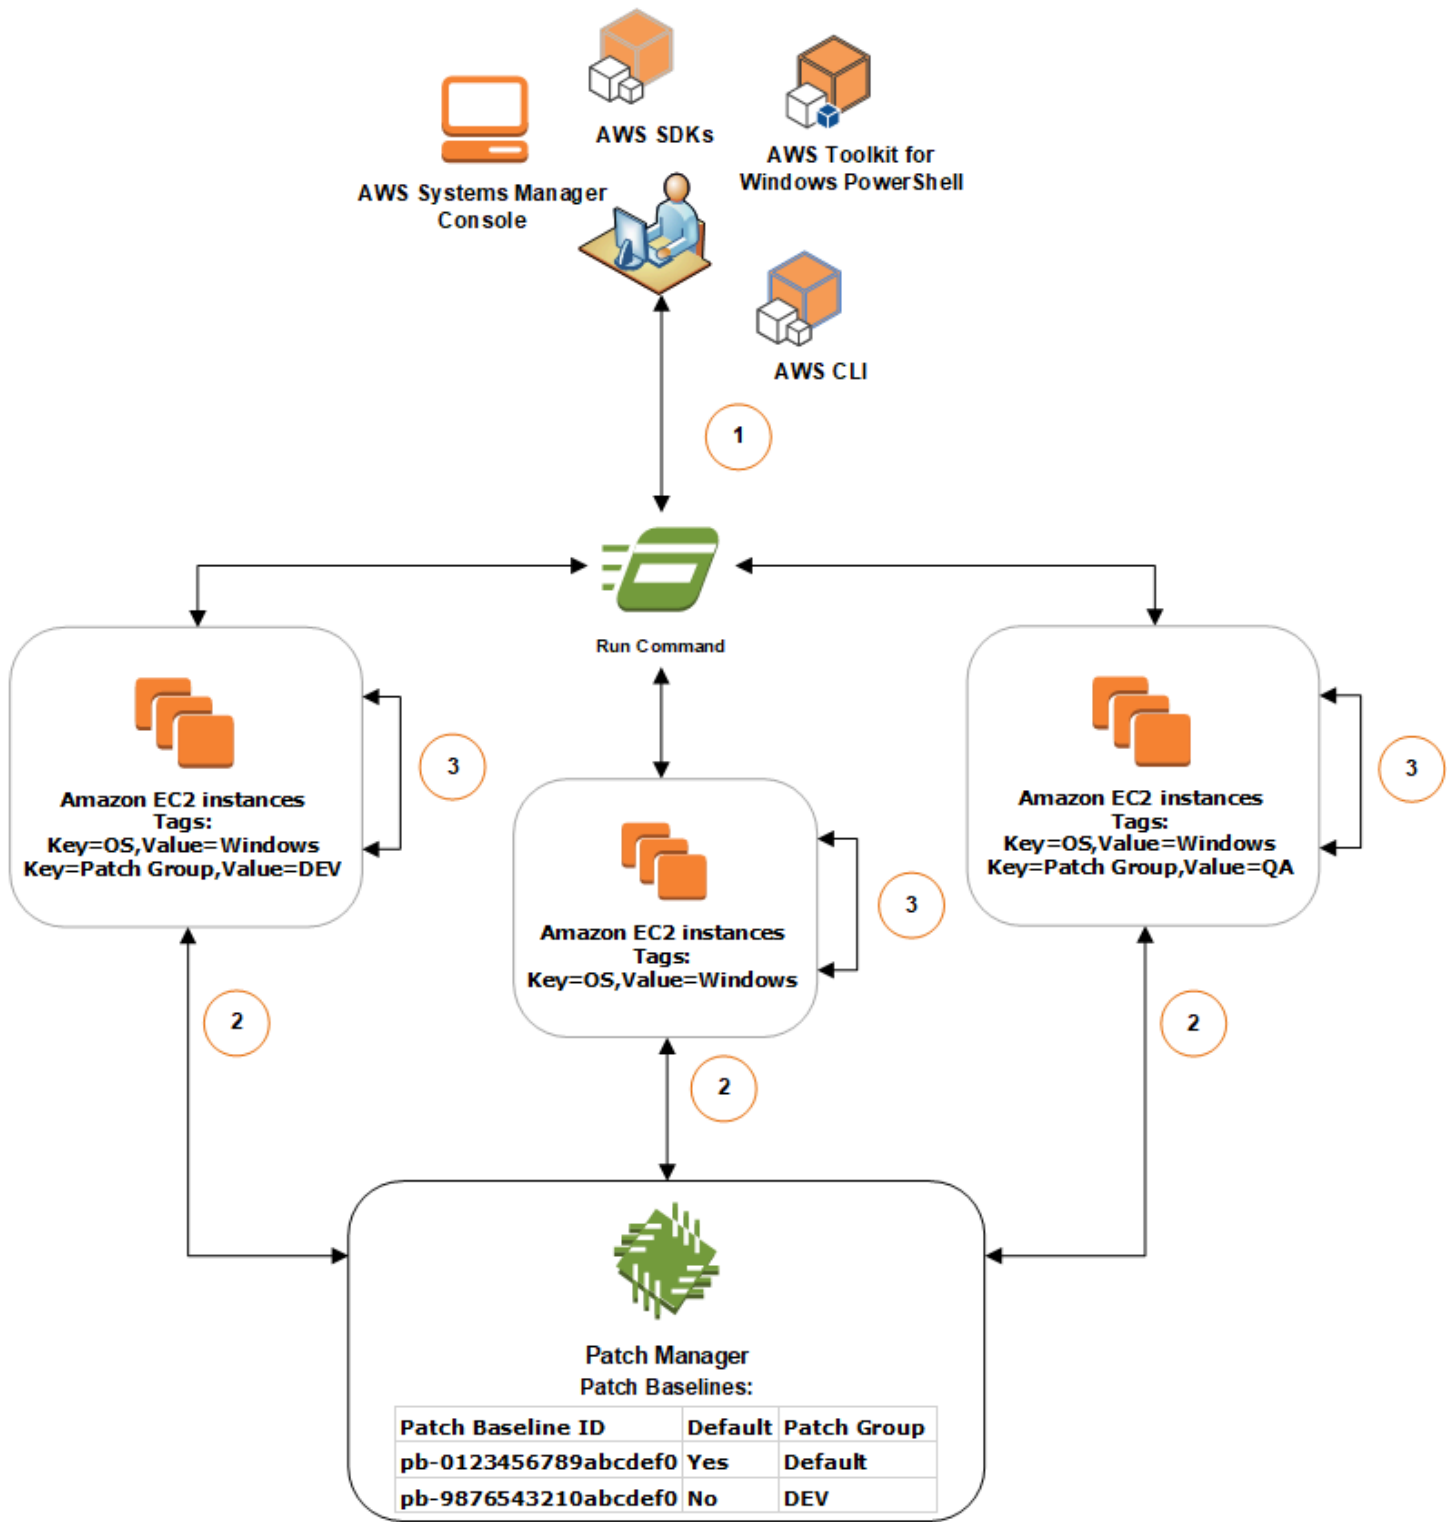 AWS SDKs
AWS Toolkit for
Windows PowerShell
AWS Systems Manager
Console
AWS CLI
1
Run Command
Amazon EC2 instances
Tags:
Key=OS,Value=Windows
Key=Patch Group,Value=DEV
3
Amazon EC2 instances
Tags:
Key=OS,Value=Windows
3
Amazon EC2 instances
Tags:
Key=OS,Value=Windows
Key=Patch Group,Value=QA
3
2
2
2
Patch Manager
Patch Baselines:
Patch Baseline ID Default Patch Group
pb-0123456789abcdef0 Yes Default
pb-9876543210abcdef0 No DEV